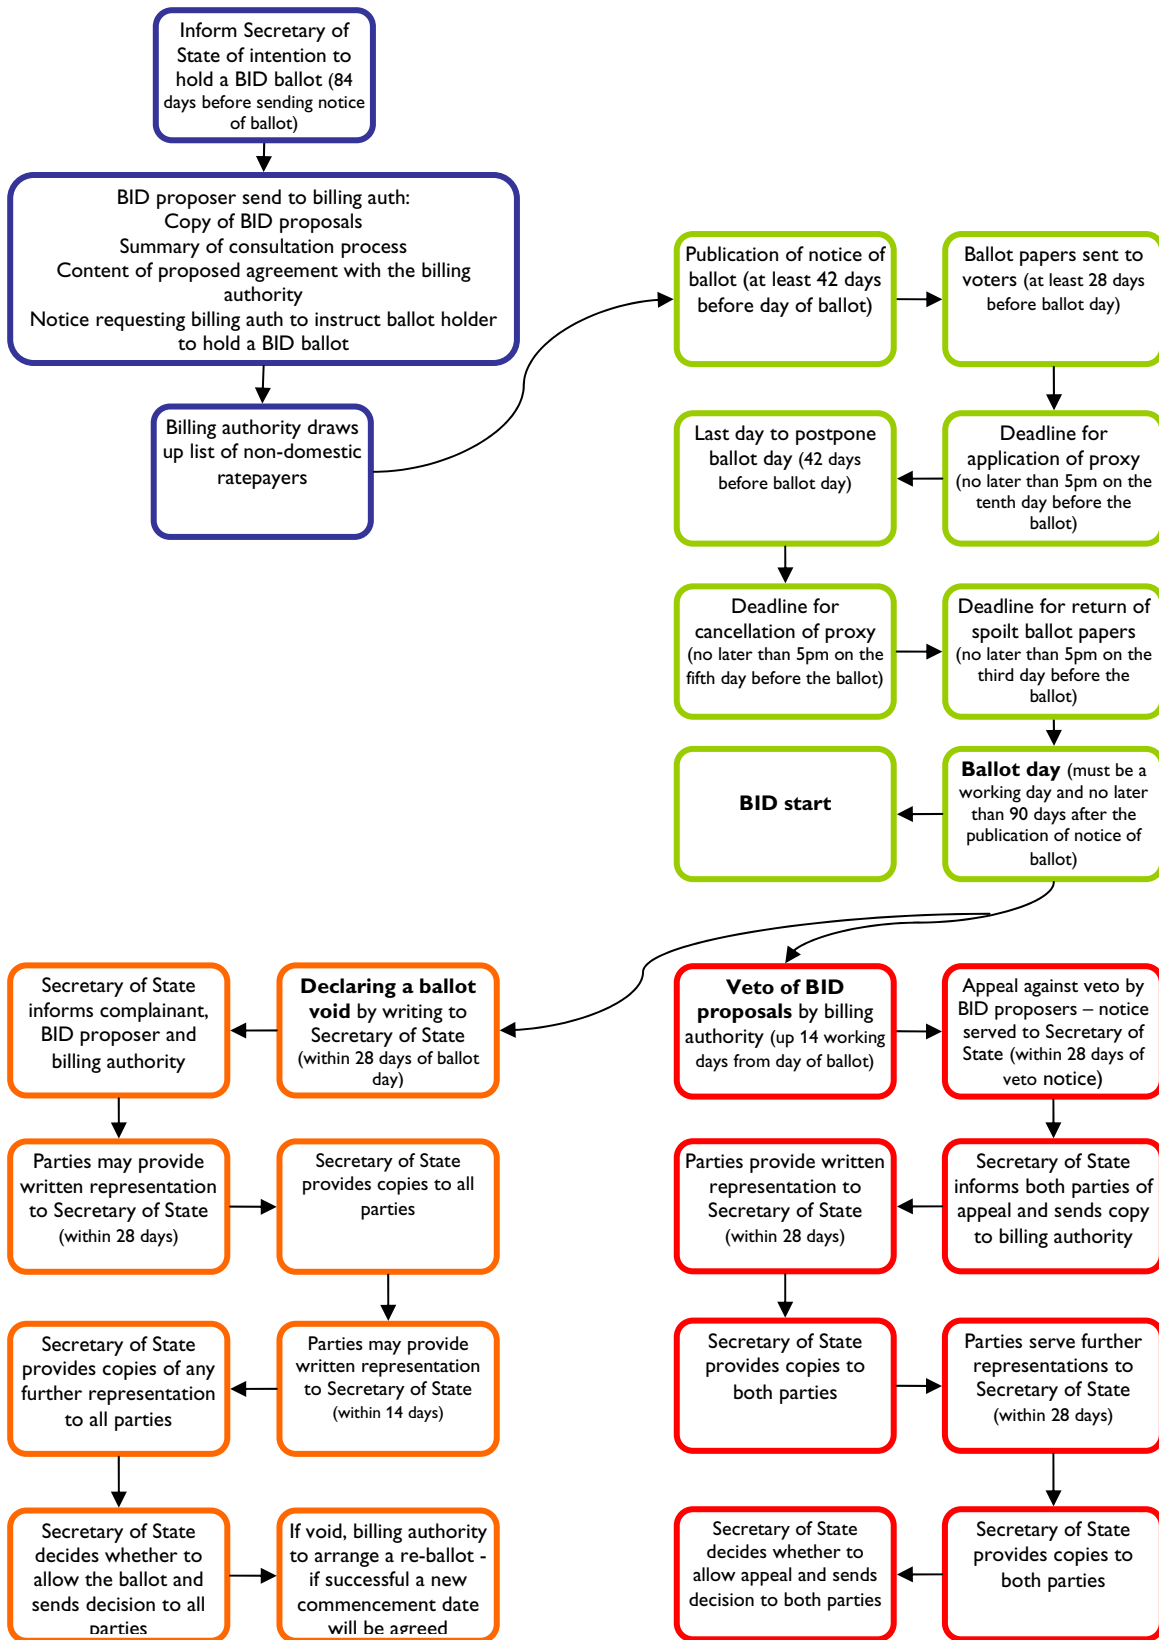 Inform Secretary of
State of intention to
hold a BID ballot (84
days before sending notice
of ballot)
BID proposer send to billing auth:
Copy of BID proposals
Summary of consultation process
Content of proposed agreement with the billing
authority
Notice requesting billing auth to instruct ballot holder
to hold a BID ballot
Billing authority draws
up list of non-domestic
ratepayers
Publication of notice of
ballot (at least 42 days
before day of ballot)
Ballot papers sent to
voters (at least 28 days
before ballot day)
Deadline for
application of proxy
(no later than 5pm on the
tenth day before the
ballot)
Last day to postpone
ballot day (42 days
before ballot day)
Deadline for
cancellation of proxy
(no later than 5pm on the
fifth day before the ballot)
Deadline for return of
spoilt ballot papers
(no later than 5pm on the
third day before the
ballot)
Ballot day (must be a
working day and no later
than 90 days after the
publication of notice of
ballot)
BID start
Declaring a ballot
void by writing to
Secretary of State
(within 28 days of ballot
day)
Secretary of State
informs complainant,
BID proposer and
billing authority
Parties may provide
written representation
to Secretary of State
(within 28 days)
Secretary of State
provides copies to all
parties
Parties may provide
written representation
to Secretary of State
(within 14 days)
Secretary of State
provides copies of any
further representation
to all parties
Secretary of State
decides whether to
allow the ballot and
sends decision to all
parties
If void, billing authority
to arrange a re-ballot -
if successful a new
commencement date
will be agreed
Veto of BID
proposals by billing
authority (up 14 working
days from day of ballot)
Appeal against veto by
BID proposers – notice
served to Secretary of
State (within 28 days of
veto notice)
Secretary of State
informs both parties of
appeal and sends copy
to billing authority
Parties provide written
representation to
Secretary of State
(within 28 days)
Secretary of State
provides copies to
both parties
Parties serve further
representations to
Secretary of State
(within 28 days)
Secretary of State
provides copies to
both parties
Secretary of State
decides whether to
allow appeal and sends
decision to both parties